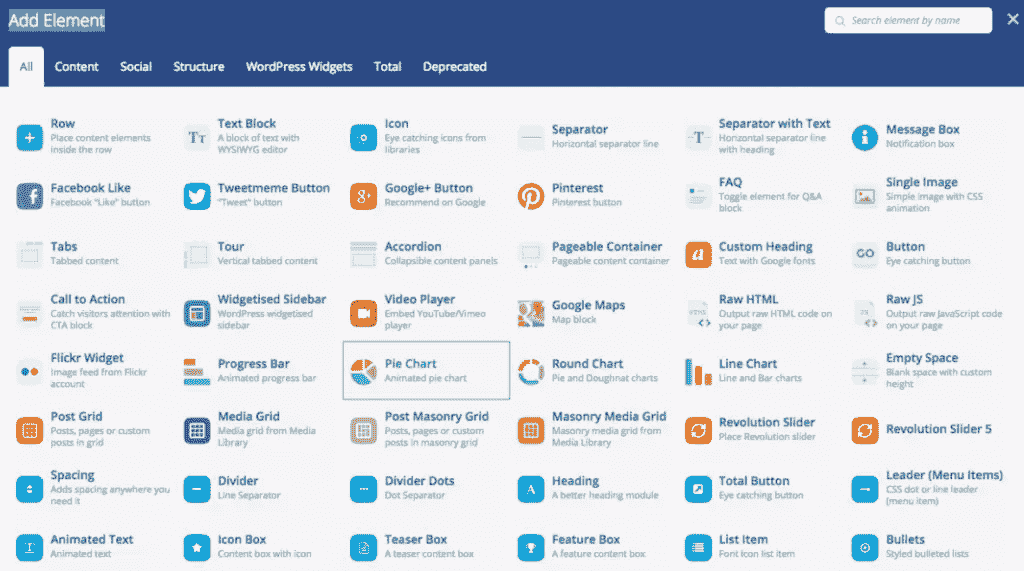 Add Element
Search element by name
All Content Social Structure WordPress Widgets Total Deprecated
Row
Place content elements
inside the row
Text Block
A block of text with
WYSIWYG editor
Icon
Eye catching icons from
libraries
Separator
Horizontal separator line
Separator with Text
Horizontal separator line
with heading
Message Box
Notification box
Facebook Like
Facebook "Like" button
Tweetmeme Button
"Tweet" button
Google+ Button
Recommend on Google
Pinterest
Pinterest button
FAQ
Toggle element for Q&A
block
Single Image
Simple image with CSS
animation
Tabs
Tabbed content
Tour
Vertical tabbed content
Accordion
Collapsible content panels
Pageable Container
Pageable content container
Custom Heading
Text with Google fonts
GO
Button
Eye catching button
Call to Action
Catch visitors attention with
CTA block
Widgetised Sidebar
WordPress widgetised
sidebar
Video Player
Embed YouTube/Vimeo
player
Google Maps
Map block
Raw HTML
Output raw HTML code on
your page
Raw JS
Output raw JavaScript code
on your page
Flickr Widget
Image feed from Flickr
account
Progress Bar
Animated progress bar
Pie Chart
Animated pie chart
Round Chart
Pie and Doughnat charts
Line Chart
Line and Bar charts
Empty Space
Blank space with custom
height
Post Grid
Posts, pages or custom
posts in grid
Media Grid
Media grid from Media
Library
Post Masonry Grid
Posts, pages or custom
posts in masonry grid
Masonry Media Grid
Masonry media grid from
Media Library
Revolution Slider
Place Revolution slider
Revolution Slider 5
Spacing
Adds spacing anywhere you
need it
Divider
Line Separator
Divider Dots
Dot Separator
Heading
A better heading module
Total Button
Eye catching button
Leader (Menu Items)
CSS dot or line leader
(menu item)
Animated Text
Animated text
Icon Box
Content box with icon
Teaser Box
A teaser content box
Feature Box
A feature content box
List Item
Font Icon list item
Bullets
Styled bulleted lists